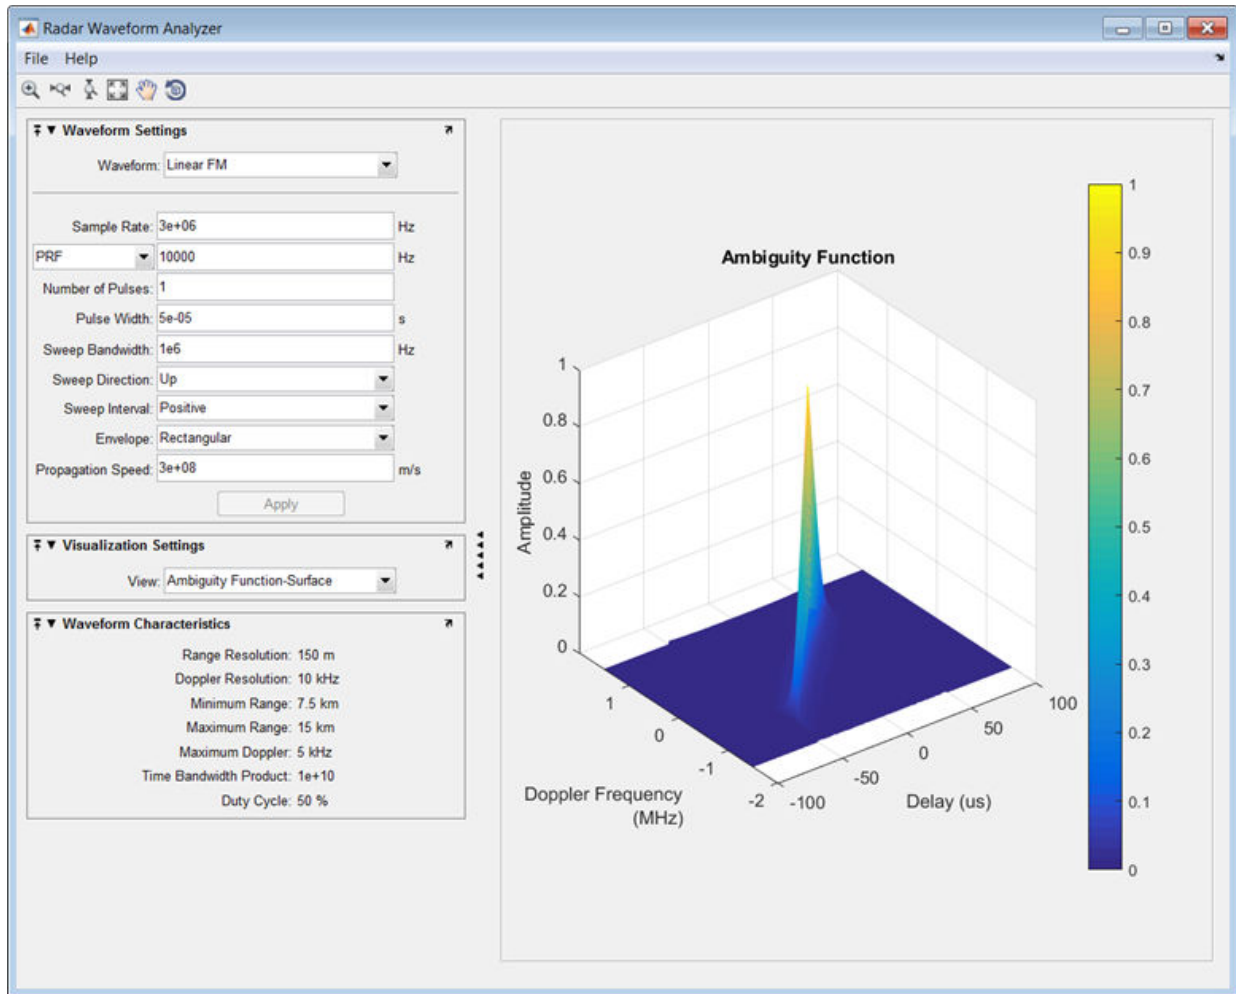 Radar Waveform Analyzer
File Help
Waveform Settings
Waveform: Linear FM
Sample Rate: 3e+06 Hz
PRF 10000 Hz
Number of Pulses: 1
Pulse Width: 5e-05 s
Sweep Bandwidth: 1e6 Hz
Sweep Direction: Up
Sweep Interval: Positive
Envelope: Rectangular
Propagation Speed: 3e+08 m/s
Apply
Visualization Settings
View: Ambiguity Function-Surface
Waveform Characteristics
Range Resolution: 150 m
Doppler Resolution: 10 kHz
Minimum Range: 7.5 km
Maximum Range: 15 km
Maximum Doppler: 5 kHz
Time Bandwidth Product: 1e+10
Duty Cycle: 50 %
Ambiguity Function
Amplitude
1
0.8
0.6
0.4
0.2
0
1
0
-1
-2
Doppler Frequency
(MHz)
-100
-50
0
50
100
Delay (us)
1
0.9
0.8
0.7
0.6
0.5
0.4
0.3
0.2
0.1
0